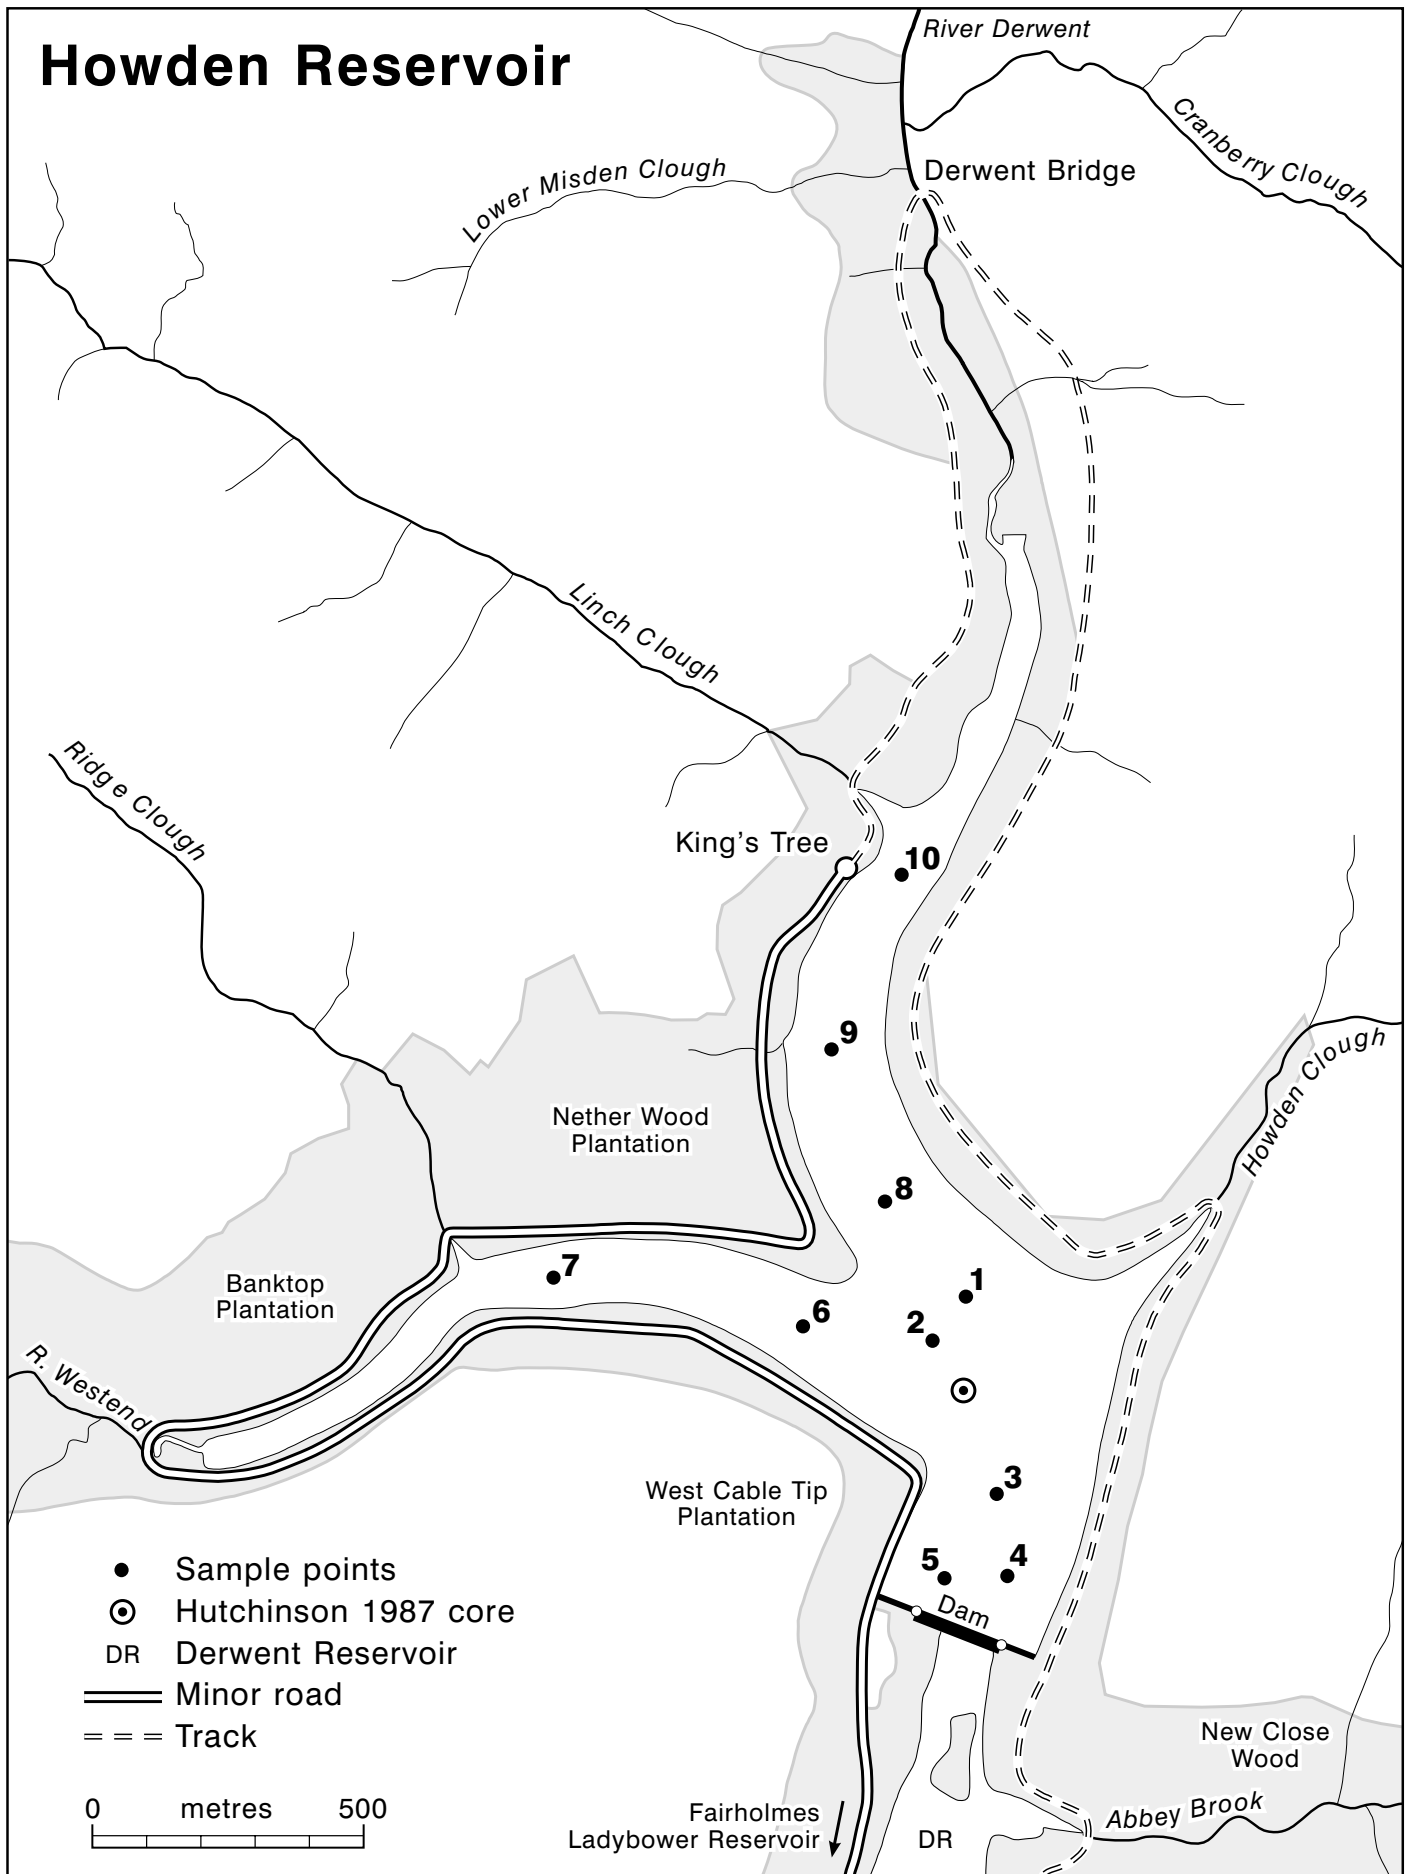 River Derwent
Howden Reservoir
Cranberry Clough
Lower Misden Clough
Derwent Bridge
Linch Clough
Ridge Clough
King's Tree
10
9
Howden Clough
Nether Wood
Plantation
8
7
1
Banktop
Plantation
6
2
R. Westend
3
West Cable Tip
Plantation
5
4
Sample points
Dam
Hutchinson 1987 core
DR Derwent Reservoir
Minor road
Track
New Close
Wood
0 metres 500
Fairholmes
Ladybower Reservoir
Abbey Brook
DR